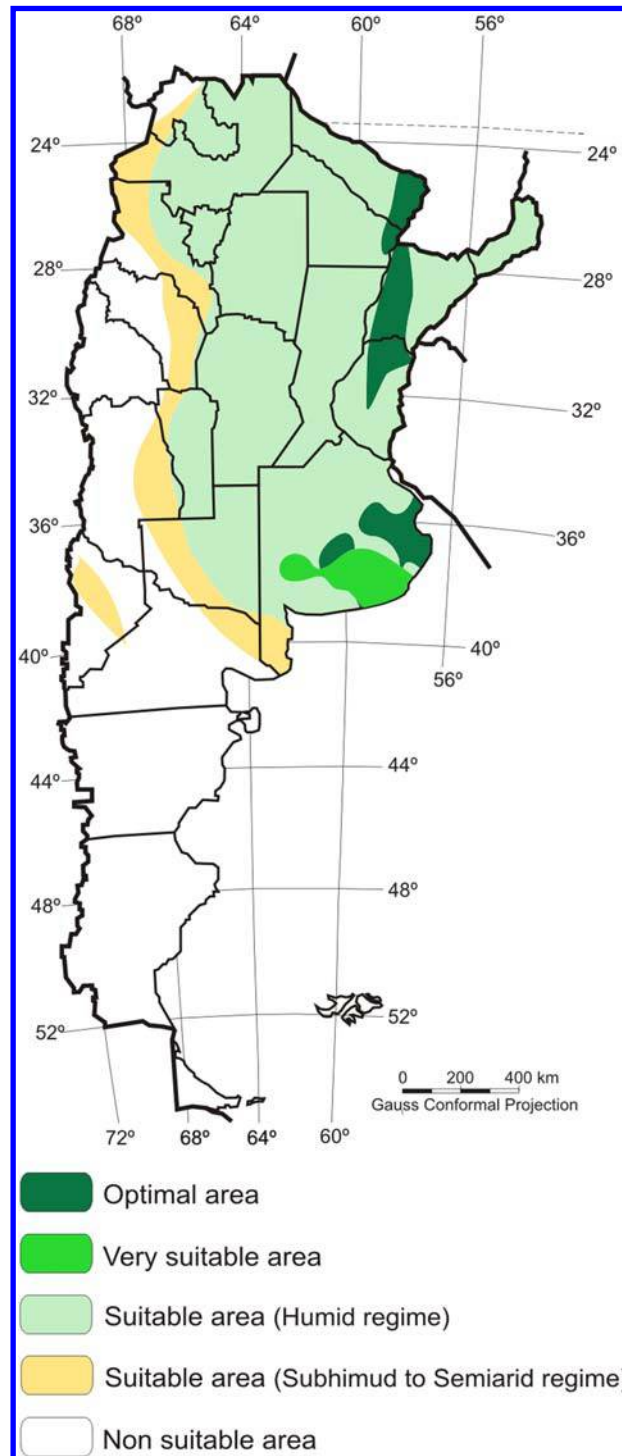 68º 64º 60º 56º
24º 24º
28º 28º
32º 32º
36º 36º
40º 40º
56º
44º 44º
48º 48º
52º 52º
0 200 400 km
Gauss Conformal Projection
72º 68º 64º 60º
Optimal area
Very suitable area
Suitable area (Humid regime)
Suitable area (Subhimud to Semiarid regime)
Non suitable area